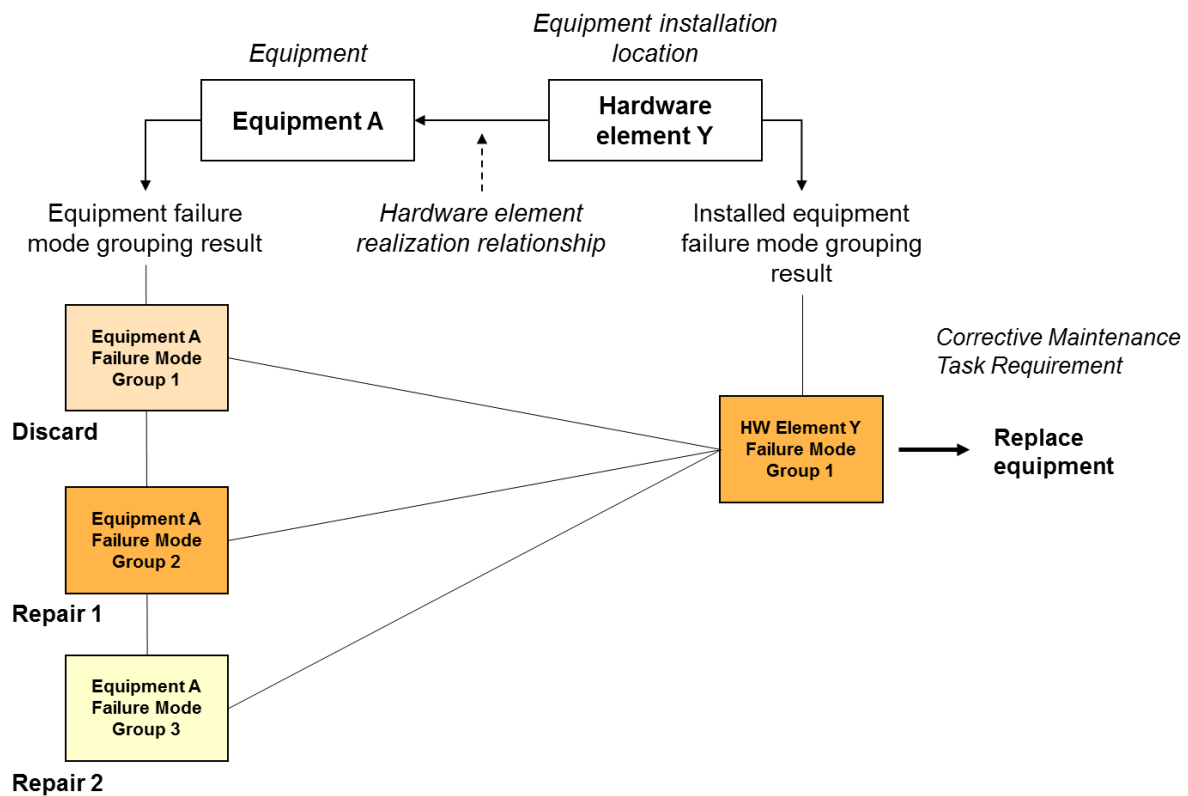 Equipment
Equipment installation
location
Equipment A
Hardware
element Y
Equipment failure
mode grouping result
Hardware element
realization relationship
Installed equipment
failure mode grouping
result
Equipment A
Failure Mode
Group 1
Discard
Corrective Maintenance
Task Requirement
HW Element Y
Failure Mode
Group 1
Replace
equipment
Equipment A
Failure Mode
Group 2
Repair 1
Equipment A
Failure Mode
Group 3
Repair 2